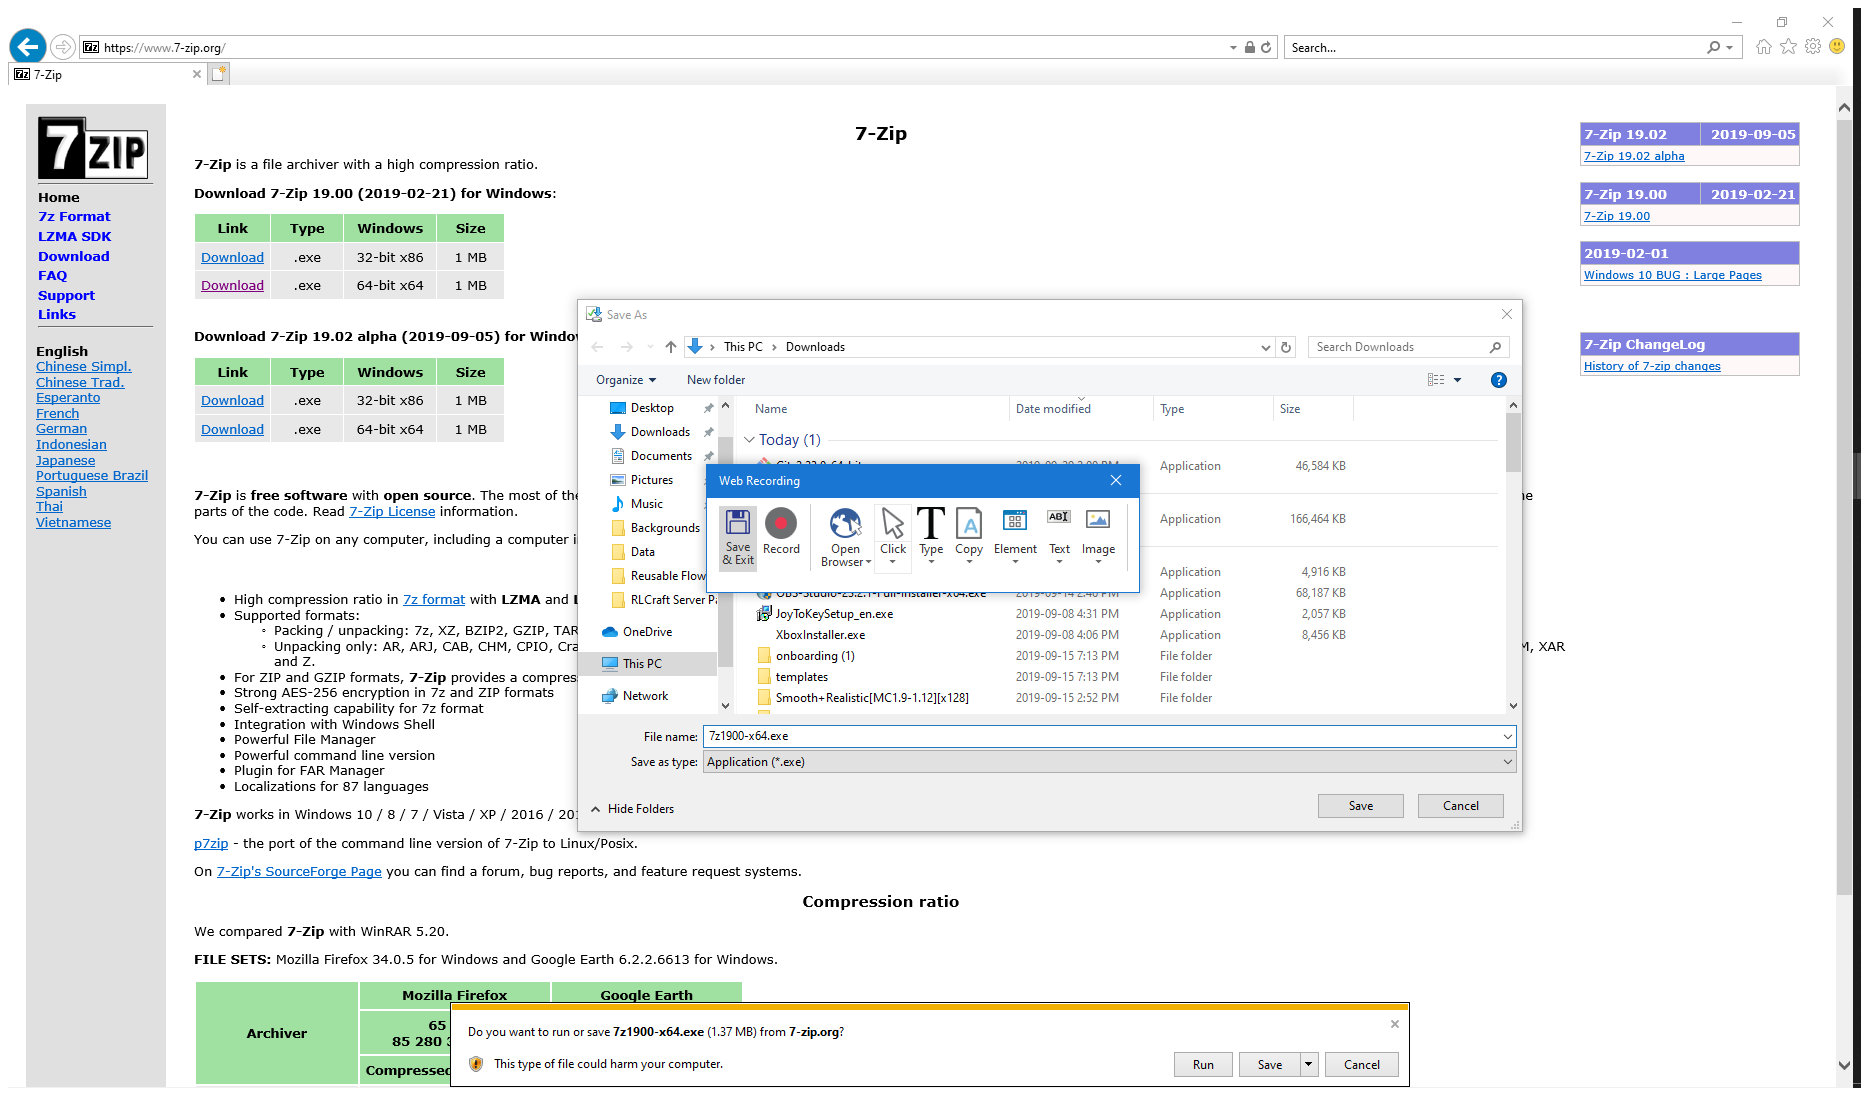 https://www.7-zip.org/
Search...
7-Zip
7 ZIP
Home
7z Format
LZMA SDK
Download
FAQ
Support
Links
English
Chinese Simpl.
Chinese Trad.
Esperanto
French
German
Indonesian
Japanese
Portuguese Brazil
Spanish
Thai
Vietnamese
7-Zip
7-Zip is a file archiver with a high compression ratio.
Download 7-Zip 19.00 (2019-02-21) for Windows:
Link Type Windows Size
Download .exe 32-bit x86 1 MB
Download .exe 64-bit x64 1 MB
Download 7-Zip 19.02 alpha (2019-09-05) for
Link Type Windows Size
Download .exe 32-bit x86 1 MB
Download .exe 64-bit x64 1 MB
7-Zip is free software with open source. The most of the
parts of the code. Read 7-Zip License information.
You can use 7-Zip on any computer, including a computer
High compression ratio in 7z format with LZMA and
Supported formats:
Packing / unpacking: 7z, XZ, BZIP2, GZIP, TAR
Unpacking only: AR, ARJ, CAB, CHM, CPIO,
XAR
and Z.
For ZIP and GZIP formats, 7-Zip provides a
Strong AES-256 encryption in 7z and ZIP formats
Self-extracting capability for 7z format
Integration with Windows Shell
Powerful File Manager
Powerful command line version
Plugin for FAR Manager
Localizations for 87 languages
7-Zip works in Windows 10 / 8 / 7 / Vista / XP / 2016 /
p7zip - the port of the command line version of 7-Zip to Linux/Posix.
On 7-Zip's SourceForge Page you can find a forum, bug reports, and feature request systems.
Compression ratio
We compared 7-Zip with WinRAR 5.20.
FILE SETS: Mozilla Firefox 34.0.5 for Windows and Google Earth 6.2.2.6613 for Windows.
Archiver
Mozilla Firefox Google Earth
65
85 280
Compressed
7-Zip 19.02 2019-09-05
7-Zip 19.02 alpha
7-Zip 19.00 2019-02-21
7-Zip 19.00
2019-02-01
Windows 10 BUG : Large Pages
7-Zip ChangeLog
History of 7-zip changes
Save As
This PC > Downloads
Search Downloads
Organize
New folder
Desktop
Downloads
Documents
Pictures
Music
Backgrounds
Data
Reusable
RLCraft Server
OneDrive
This PC
Network
Name Date modified Type Size
Today (1)
Application 46,584 KB
Application 166,464 KB
Application 4,916 KB
OBS-Studio-23.2.1-Full-Installer-x64.exe 2019-09-14 2:46 PM Application 68,187 KB
JoyToKeySetup_en.exe 2019-09-08 4:31 PM Application 2,057 KB
XboxInstaller.exe 2019-09-08 4:06 PM Application 8,456 KB
onboarding (1) 2019-09-15 7:13 PM File folder
templates 2019-09-15 7:13 PM File folder
Smooth+Realistic[MC1.9-1.12][x128] 2019-09-15 2:52 PM File folder
File name: 7z1900-x64.exe
Save as type: Application (*.exe)
Hide Folders
Save
Cancel
Web Recording
Save
& Exit
Record
Open
Browser
Click
Type
Copy
Element
Text
Image
Do you want to run or save 7z1900-x64.exe (1.37 MB) from 7-zip.org?
This type of file could harm your computer.
Run
Save
Cancel